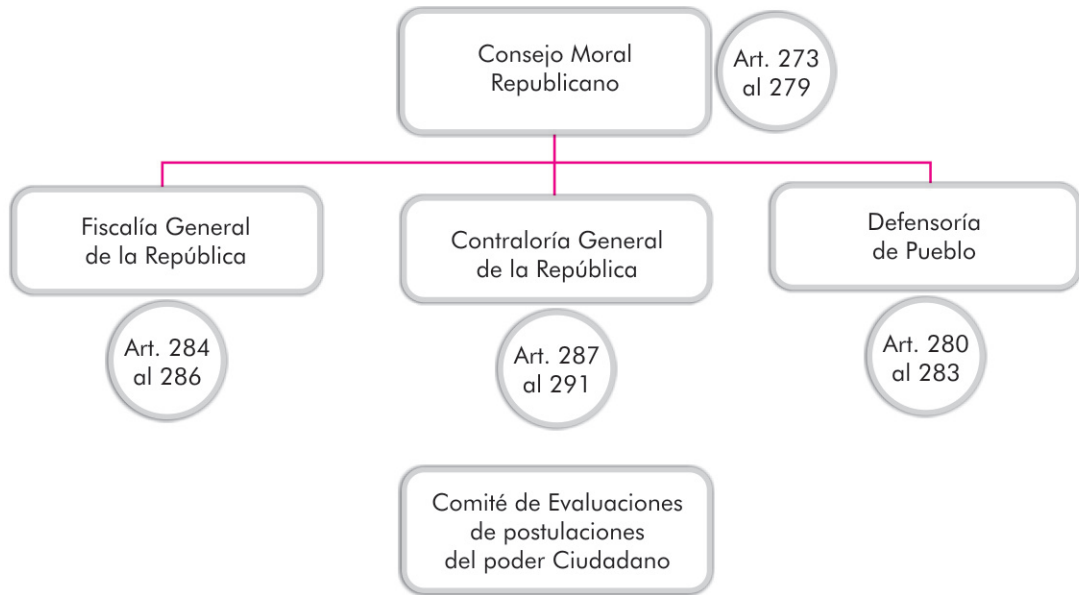 Consejo Moral
Republicano
Art. 273
al 279
Fiscalía General
de la República
Contraloría General
de la República
Defensoría
de Pueblo
Art. 284
al 286
Art. 287
al 291
Art. 280
al 283
Comité de Evaluaciones
de postulaciones
del poder Ciudadano